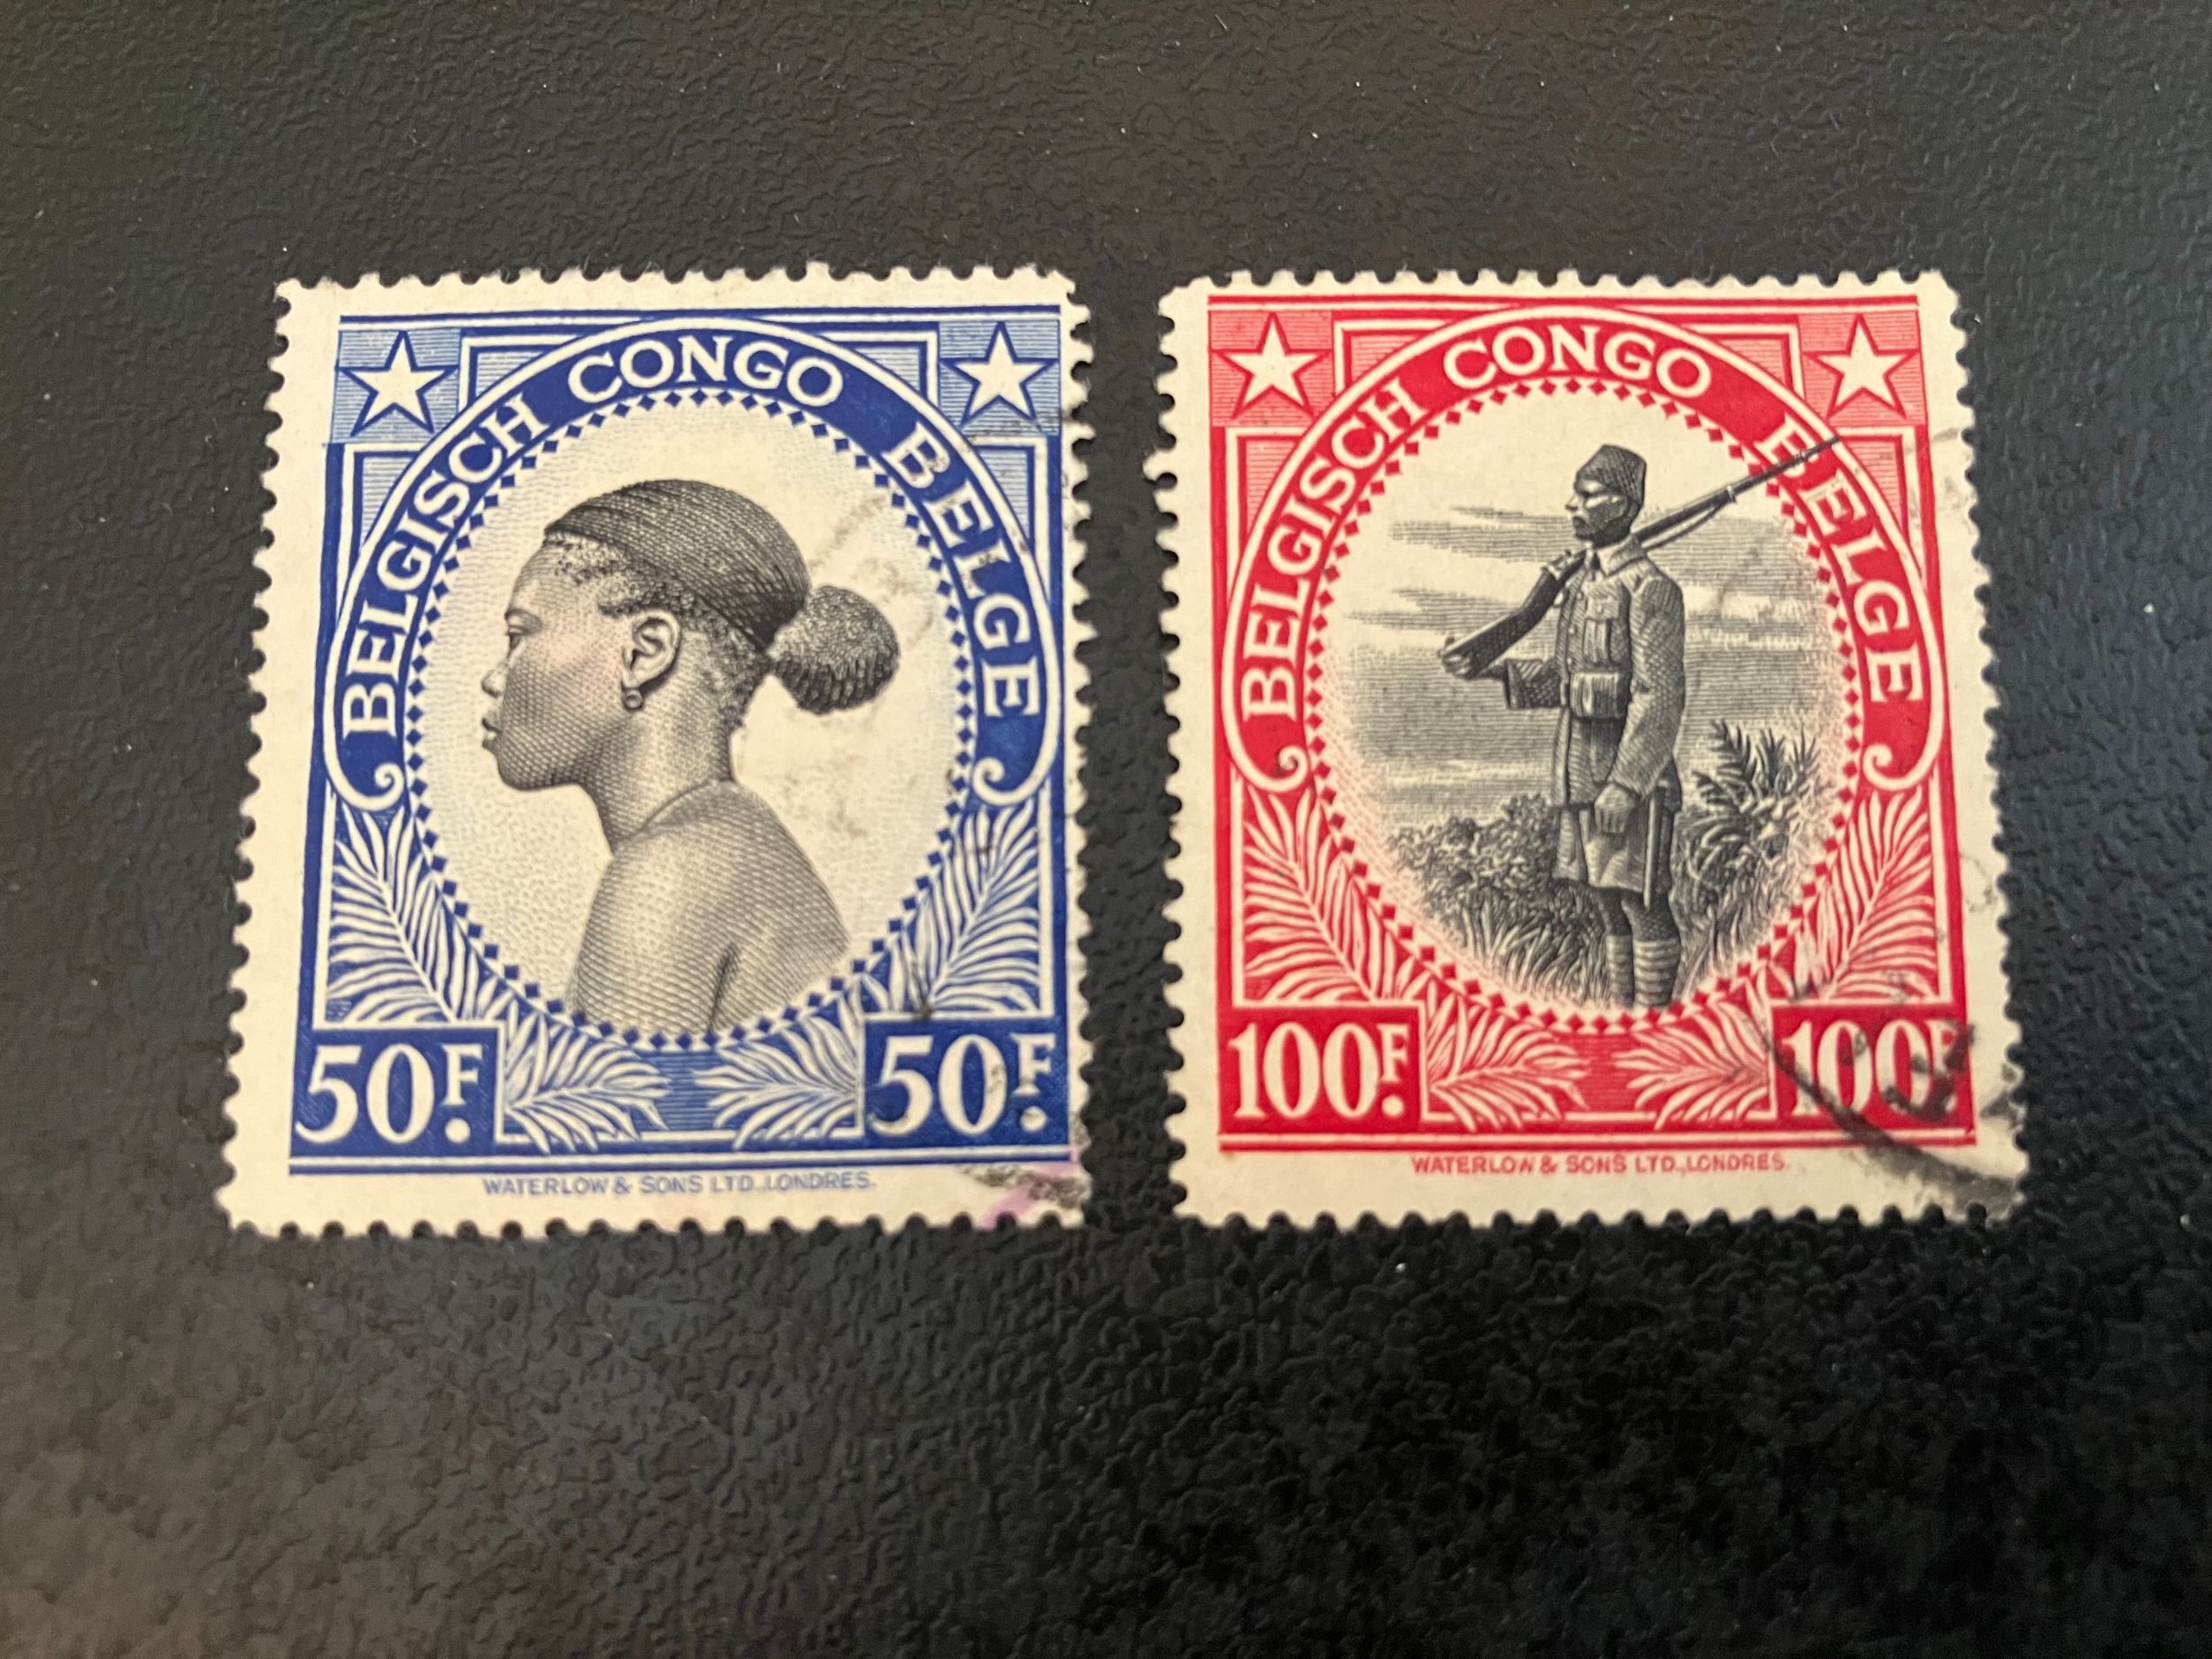 BELGISCH CONGO BELGE
50F.
50F.
WATERLOW & SONS LTD., LONDRES.
BELGISCH CONGO BELGE
100F.
100F.
WATERLOW & SONS LTD., LONDRES.